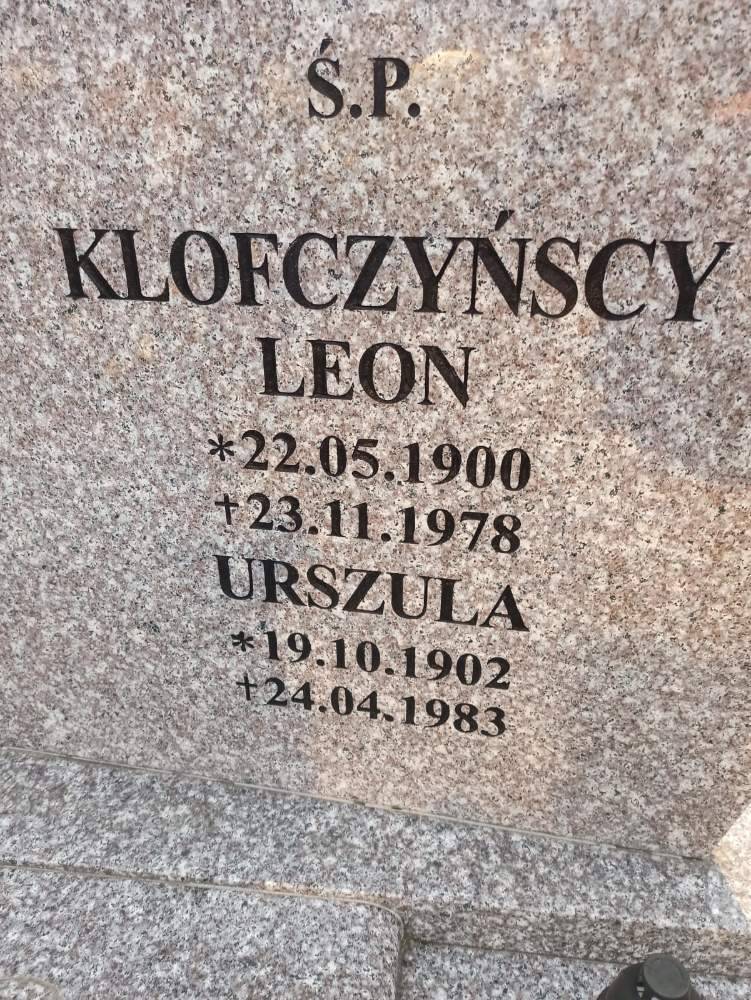 Ś.P.
KLOFCZYŃSCY
LEON
*22.05.1900
†23.11.1978
URSZULA
*19.10.1902
†24.04.1983